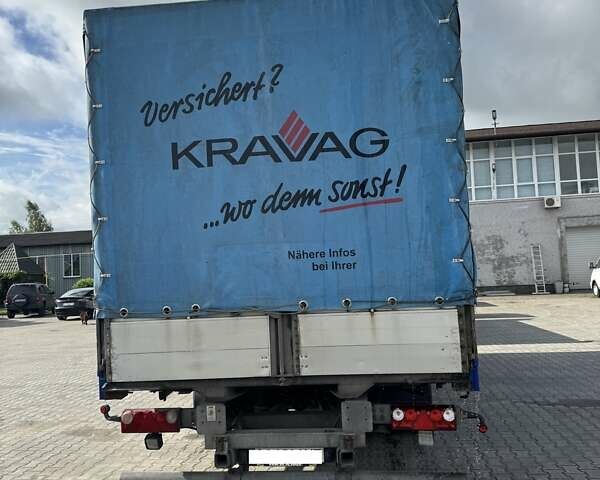 Versichert?
KRAVAG
...wo denn sonst!
Nähere Infos
bei Ihrer